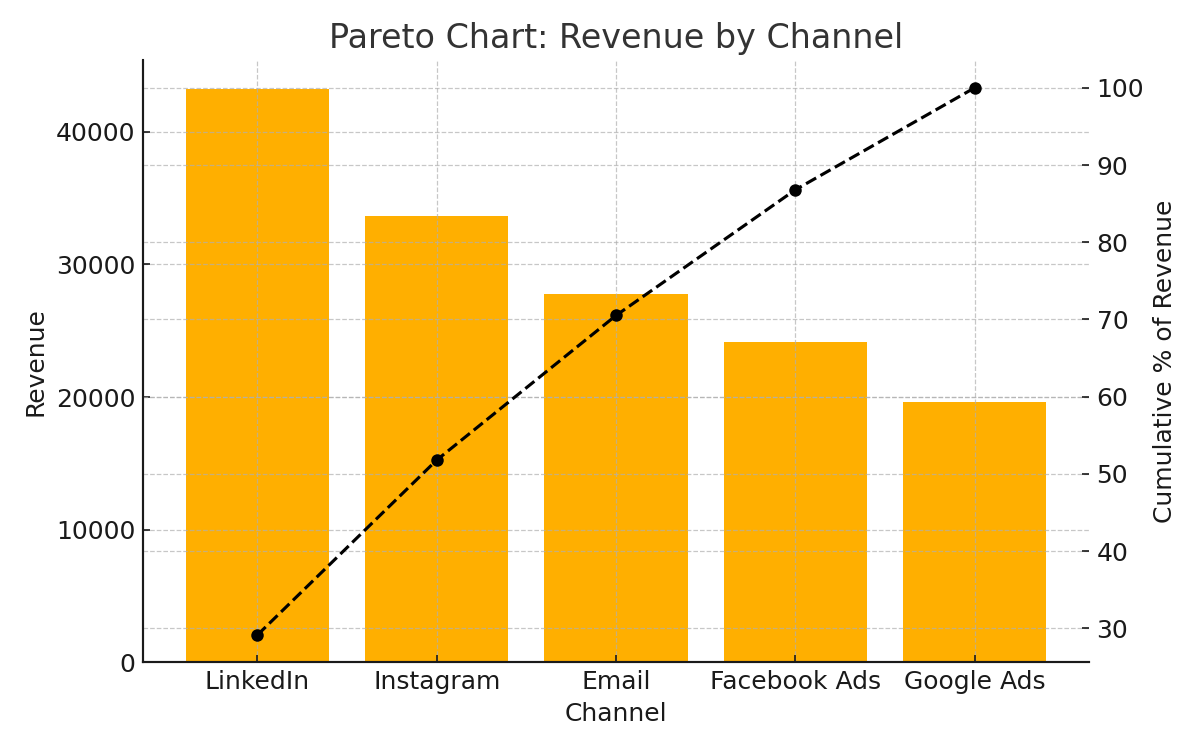 Pareto Chart: Revenue by Channel
Revenue
40000
30000
20000
10000
0
100
90
80
70
60
50
40
30
Cumulative % of Revenue
LinkedIn Instagram Email Facebook Ads Google Ads
Channel